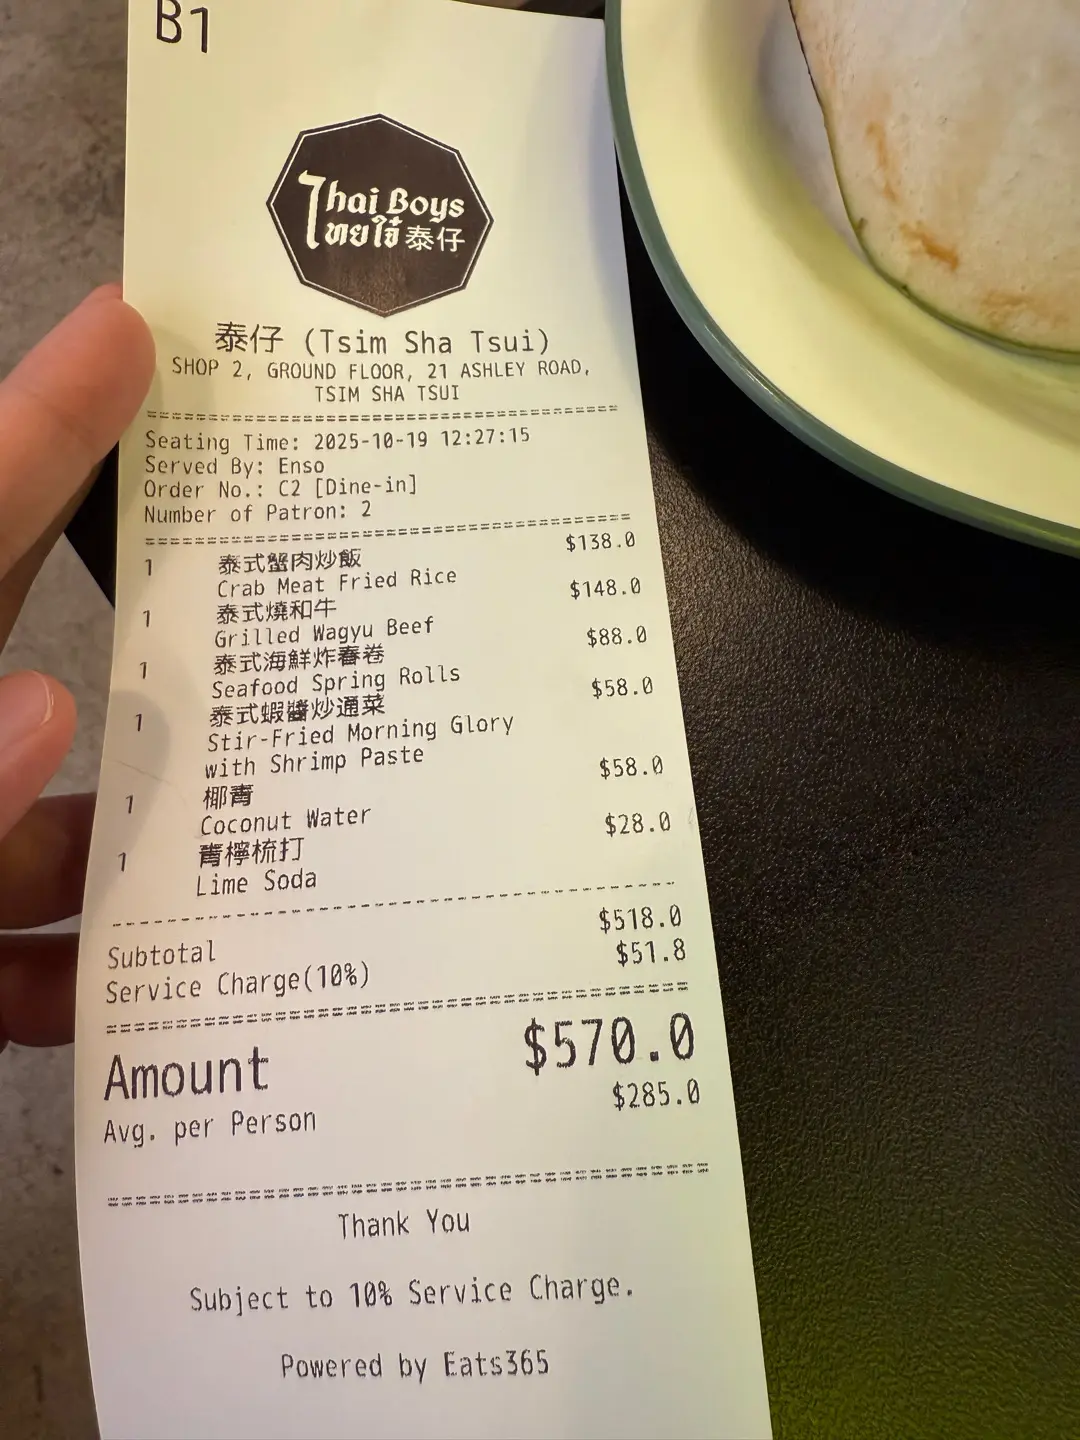 B1
Thai Boys
ไทยใจ๋ 泰仔
泰仔 (Tsim Sha Tsui)
SHOP 2, GROUND FLOOR, 21 ASHLEY ROAD,
TSIM SHA TSUI
Seating Time: 2025-10-19 12:27:15
Served By: Enso
Order No.: C2 [Dine-in]
Number of Patron: 2
1 泰式蟹肉炒飯 $138.0
Crab Meat Fried Rice
1 泰式燒和牛 $148.0
Grilled Wagyu Beef
1 泰式海鮮炸春卷 $88.0
Seafood Spring Rolls
1 泰式蝦醬炒通菜 $58.0
Stir-Fried Morning Glory
with Shrimp Paste
1 椰青 $58.0
Coconut Water
1 青檸梳打 $28.0
Lime Soda
Subtotal $518.0
Service Charge(10%) $51.8
Amount $570.0
Avg. per Person $285.0
Thank You
Subject to 10% Service Charge.
Powered by Eats365